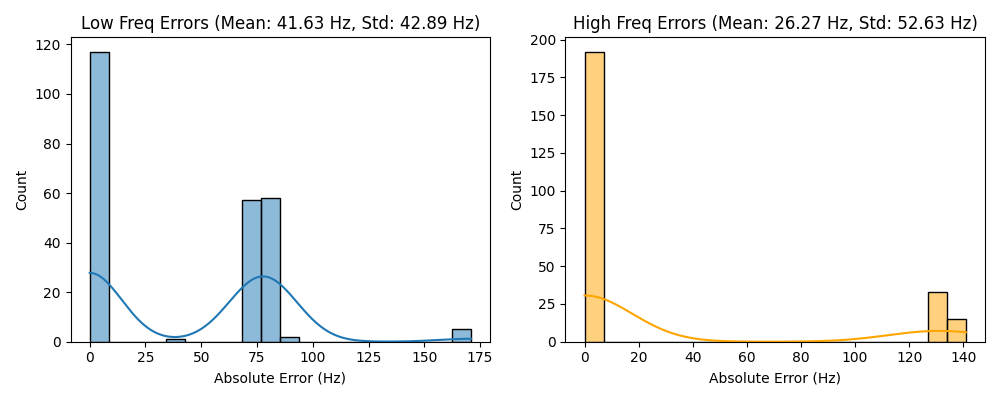 Low Freq Errors (Mean: 41.63 Hz, Std: 42.89 Hz)
120
100
80
60
40
20
0
Count
0 25 50 75 100 125 150 175
Absolute Error (Hz)
High Freq Errors (Mean: 26.27 Hz, Std: 52.63 Hz)
200
175
150
125
100
75
50
25
0
Count
0 20 40 60 80 100 120 140
Absolute Error (Hz)